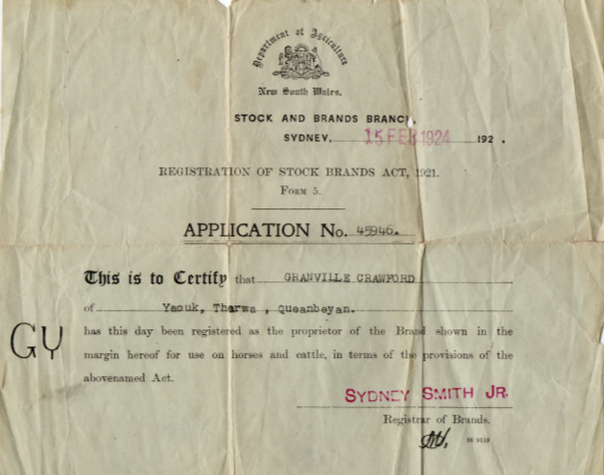 Department of Agriculture
New South Wales.
STOCK AND BRANDS BRANCH,
SYDNEY, 15 FEB 1924 192 .
REGISTRATION OF STOCK BRANDS ACT, 1921.
FORM 5.
APPLICATION No. 45946.
This is to Certify that GRANVILLE CRAWFORD
of Yaouk, Tharwa , Queanbeyan.
has this day been registered as the proprietor of the Brand shown in the
GY
margin hereof for use on horses and cattle, in terms of the provisions of the
abovenamed Act.
SYDNEY SMITH JR.
Registrar of Brands.